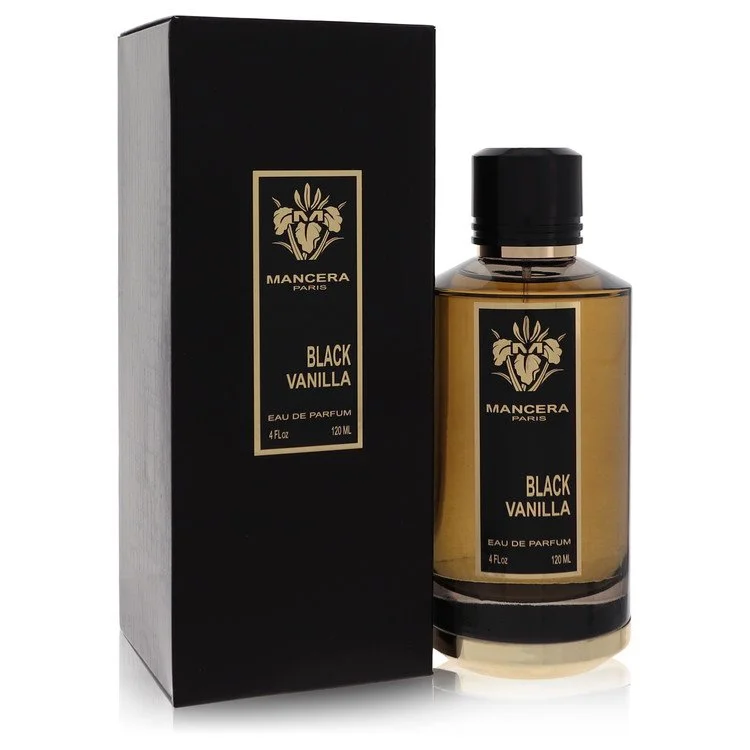 MANCERA
PARIS
BLACK
VANILLA
EAU DE PARFUM
4 FLoz 120 ML
MANCERA
PARIS
BLACK
VANILLA
EAU DE PARFUM
4 FLoz 120 ML